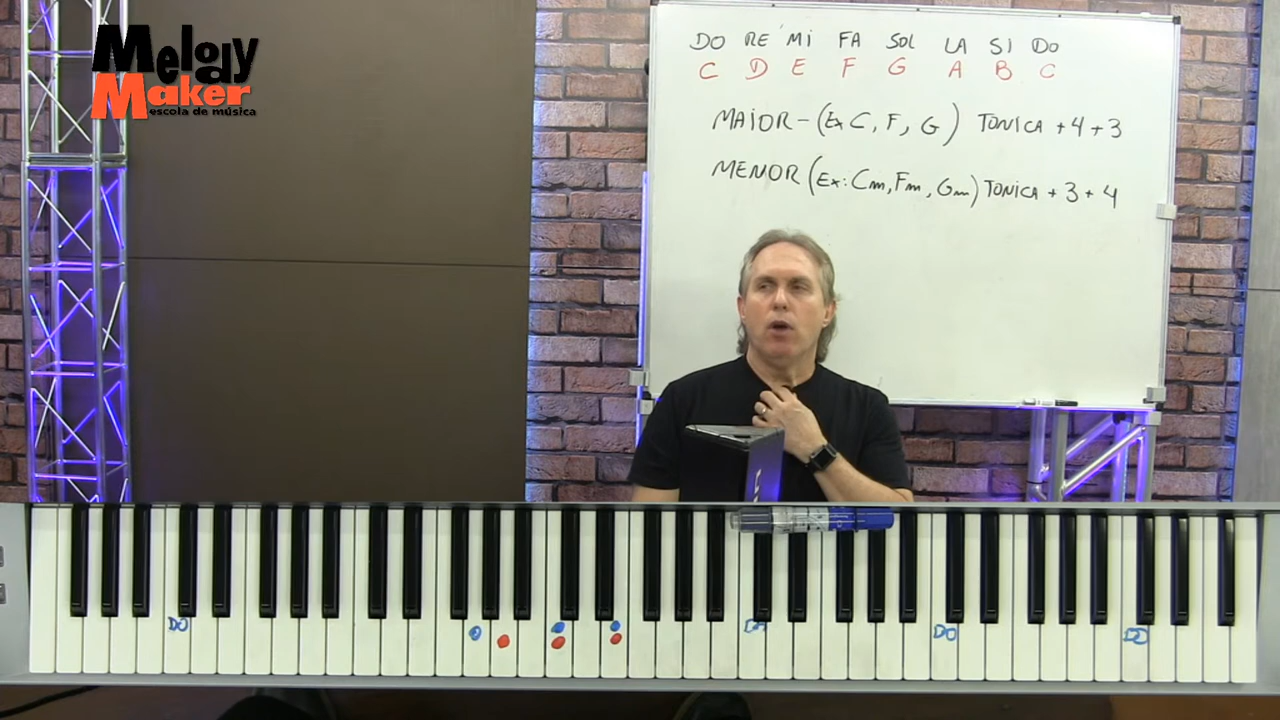 Melody
Maker
escola de música
DO RE MI FA SOL LA SI DO
C D E F G A B C
MAIOR - (Ex C, F, G) TONICA + 4 + 3
MENOR (Ex: Cm, Fm, Gm) TONICA + 3 + 4
DO DO DO DO